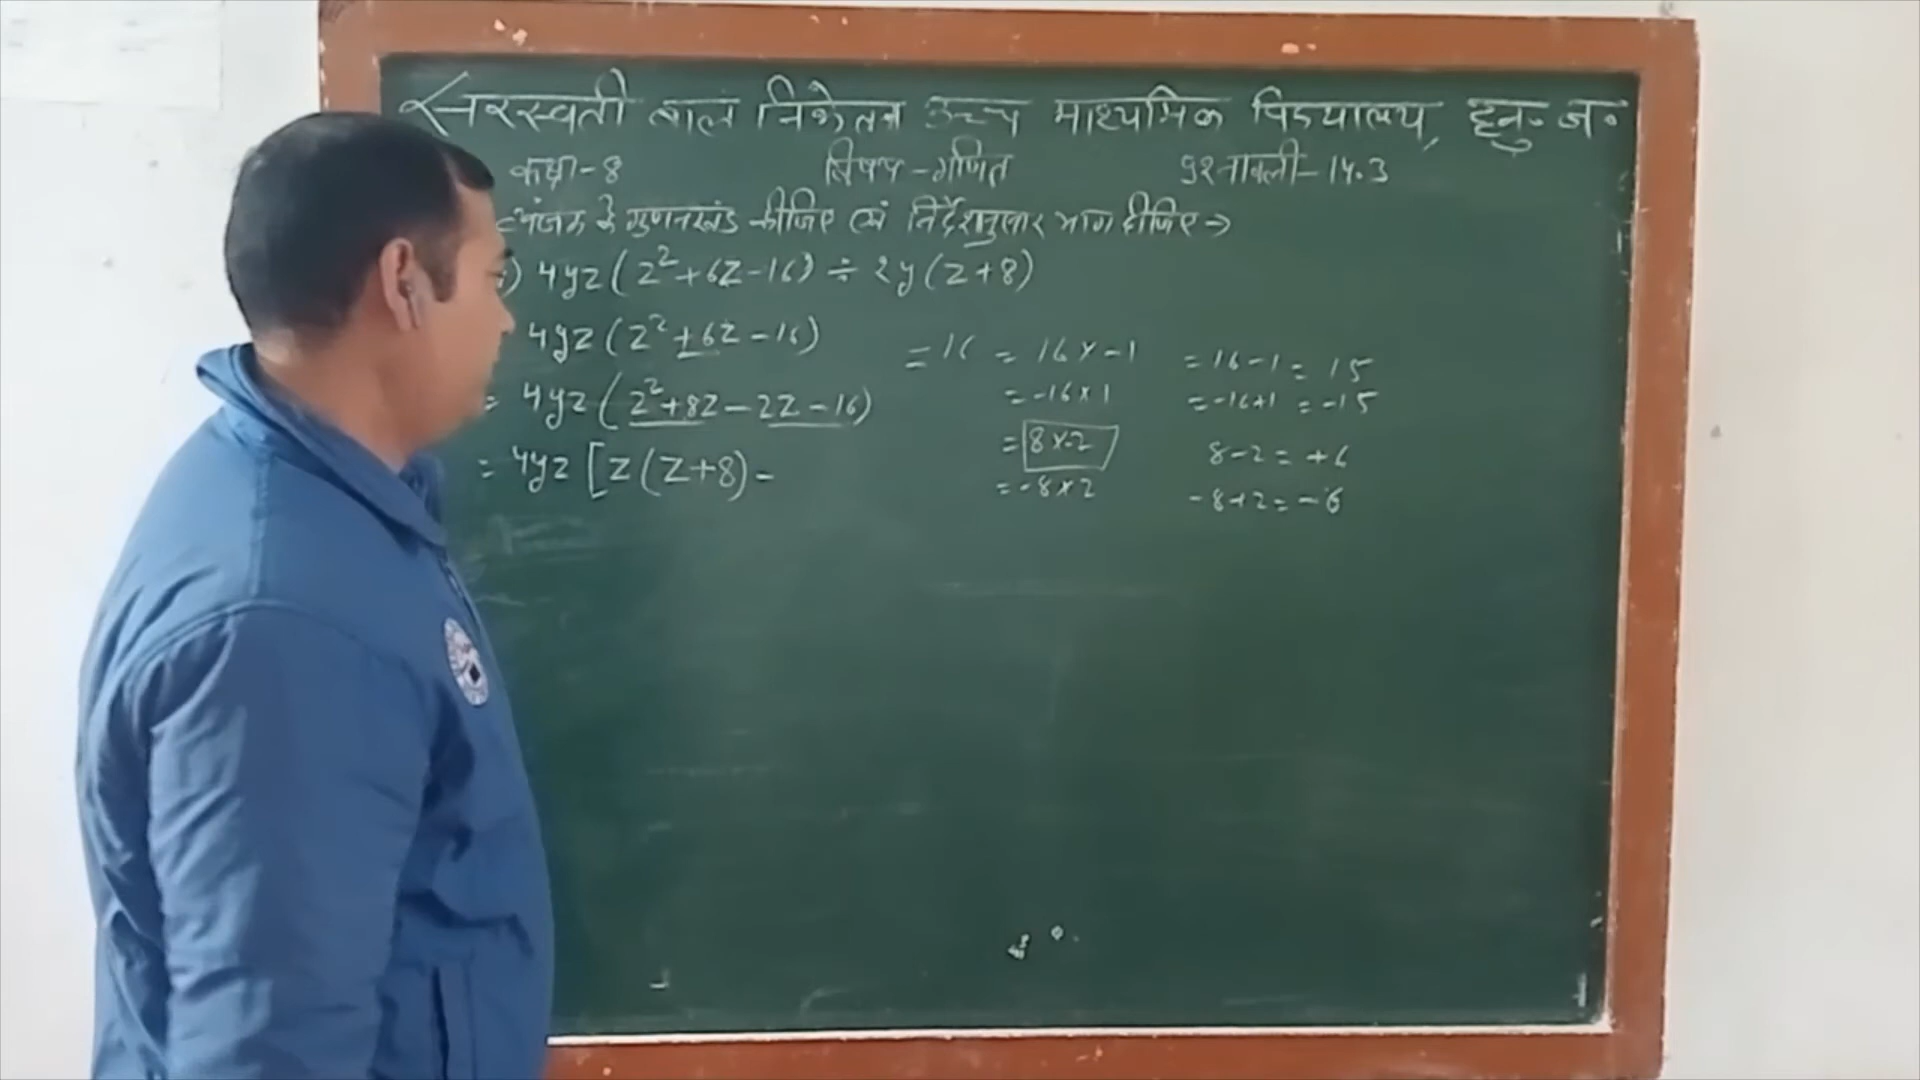 सरस्वती बाल निकेतन उच्च माध्यमिक विद्यालय, हनु॰ ज॰
कक्षा-8 विषय-गणित प्रश्नावली-14.3
व्यंजक के गुणनखंड कीजिए एवं निर्देशानुसार भाग दीजिए →
) 4yz(z²+6z-16) ÷ 2y(z+8)
4yz(z²+6z-16)
= 4yz(z²+8z-2z-16)
= 4yz[z(z+8)-
= 16 = 16×-1 = 16-1 = 15
= -16×1 = -16+1 = -15
= 8×-2 8-2 = +6
= -8×2 -8+2 = -6